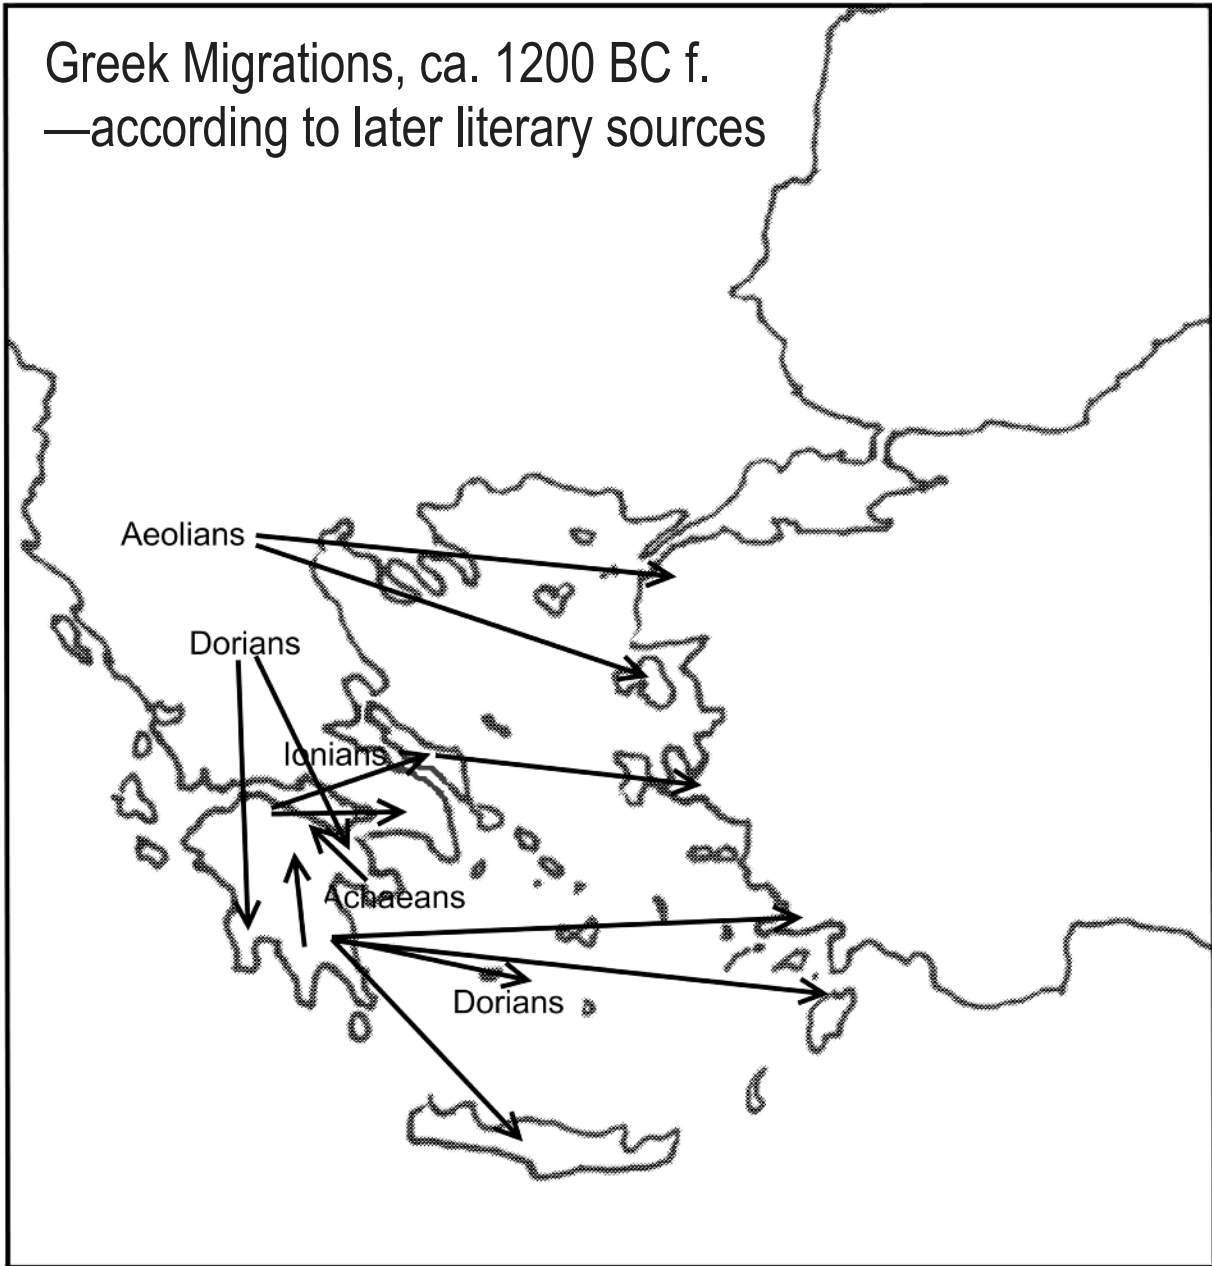 Greek Migrations, ca. 1200 BC f.
—according to later literary sources
Aeolians
Dorians
Ionians
Achaeans
Dorians